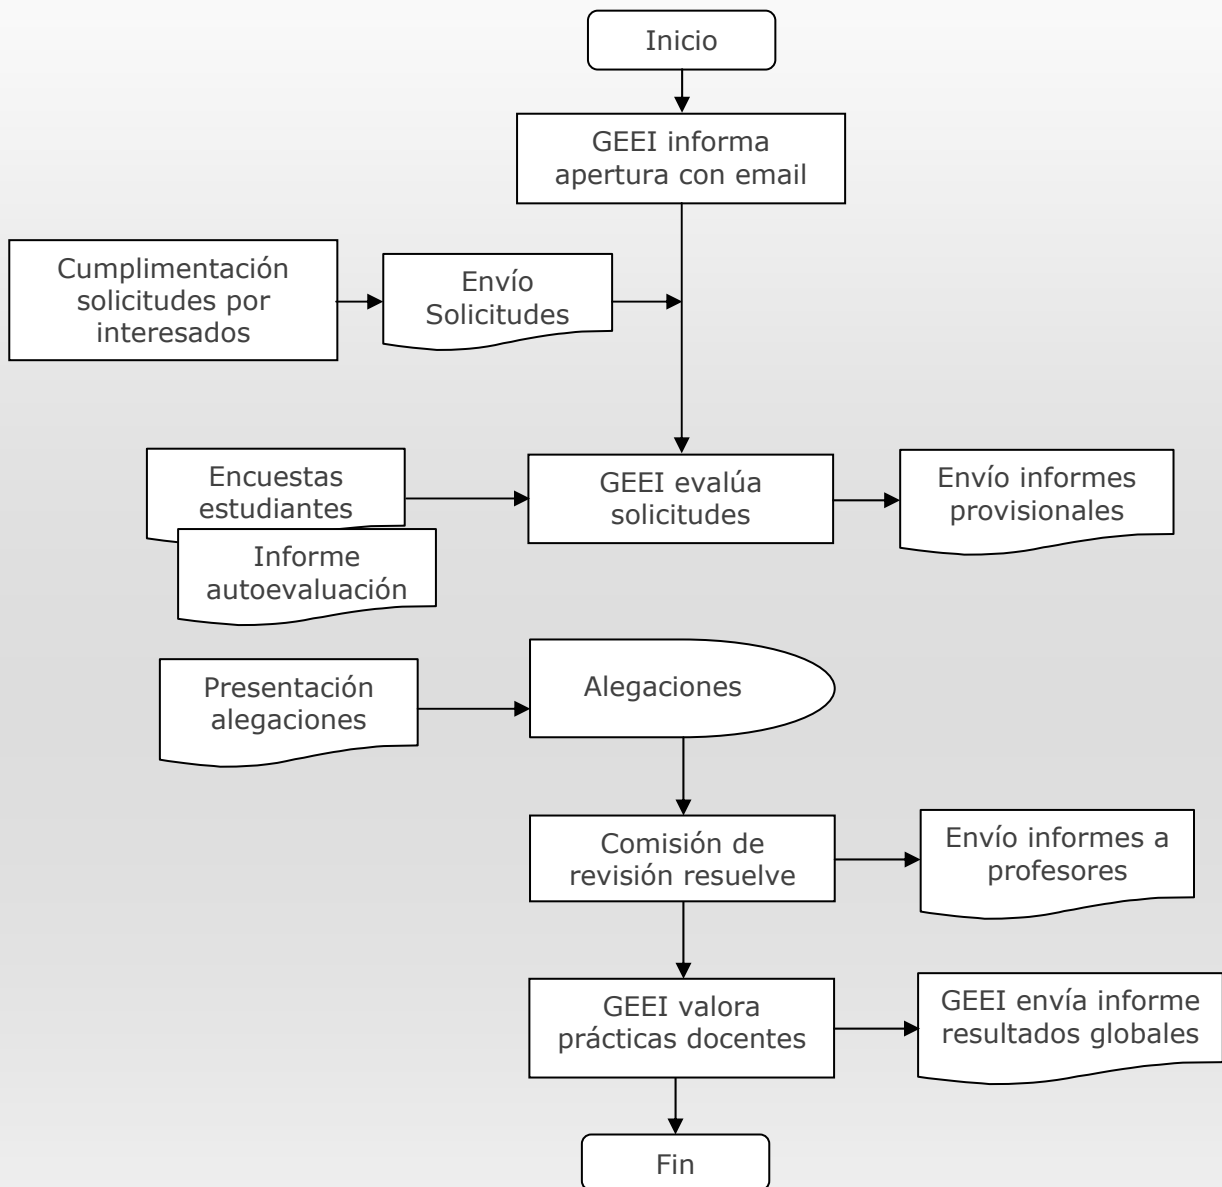 Inicio
GEEI informa
apertura con email
Cumplimentación
solicitudes por
interesados
Envío
Solicitudes
Encuestas
estudiantes
Informe
autoevaluación
GEEI evalúa
solicitudes
Envío informes
provisionales
Presentación
alegaciones
Alegaciones
Comisión de
revisión resuelve
Envío informes a
profesores
GEEI valora
prácticas docentes
GEEI envía informe
resultados globales
Fin